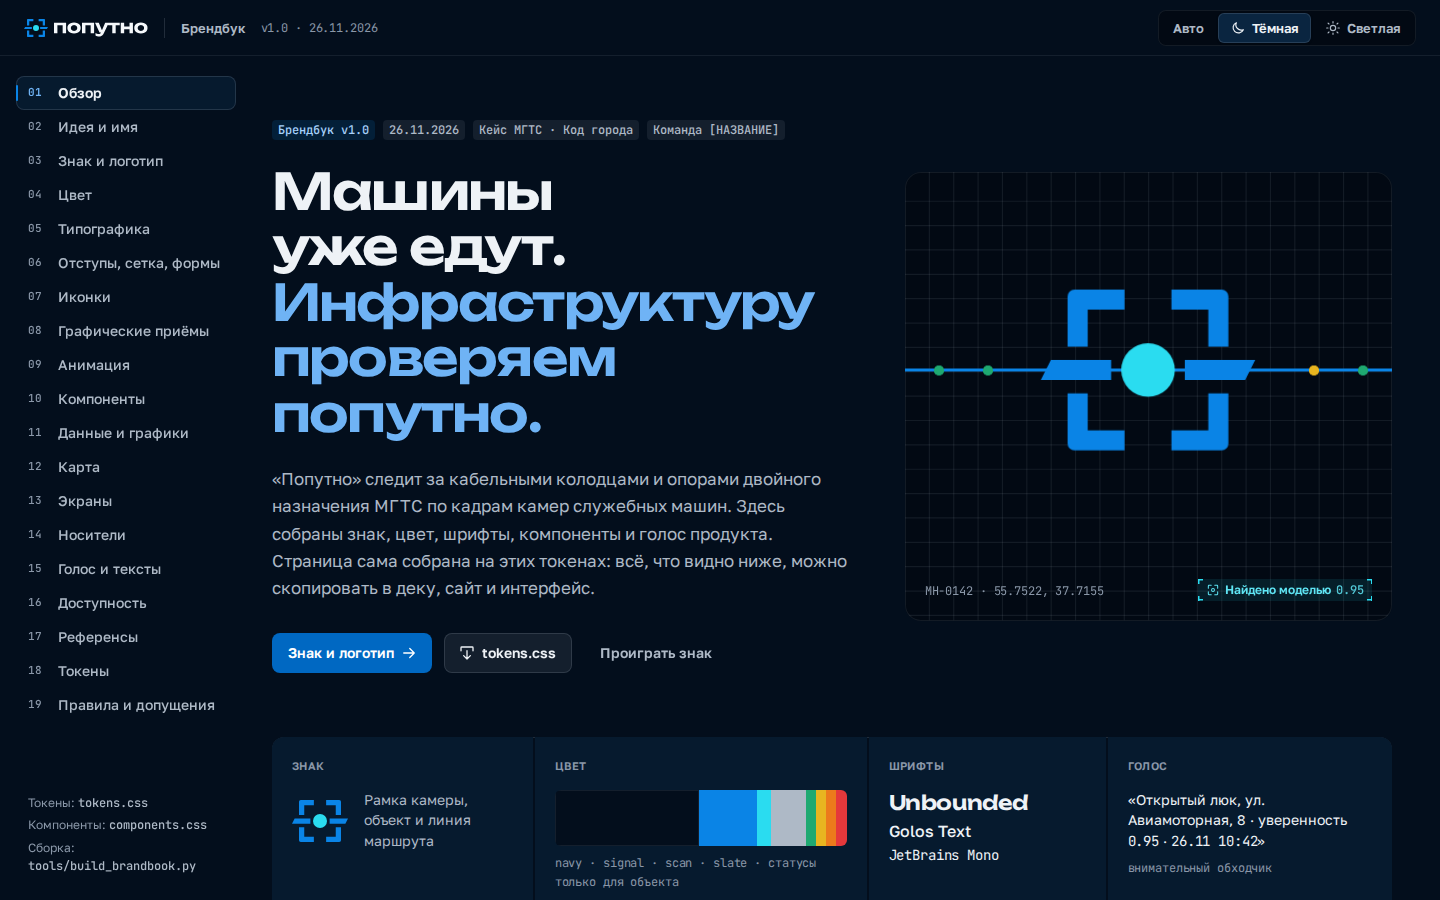 ПОПУТНО
Брендбук
v1.0 · 26.11.2026
Авто
Тёмная
Светлая
01 Обзор
02 Идея и имя
03 Знак и логотип
04 Цвет
05 Типографика
06 Отступы, сетка, формы
07 Иконки
08 Графические приёмы
09 Анимация
10 Компоненты
11 Данные и графики
12 Карта
13 Экраны
14 Носители
15 Голос и тексты
16 Доступность
17 Референсы
18 Токены
19 Правила и допущения
Токены: tokens.css
Компоненты: components.css
Сборка:
tools/build_brandbook.py
Брендбук v1.0
26.11.2026
Кейс МГТС · Код города
Команда [НАЗВАНИЕ]
Машины
уже едут.
Инфраструктуру
проверяем
попутно.
«Попутно» следит за кабельными колодцами и опорами двойного
назначения МГТС по кадрам камер служебных машин. Здесь
собраны знак, цвет, шрифты, компоненты и голос продукта.
Страница сама собрана на этих токенах: всё, что видно ниже, можно
скопировать в деку, сайт и интерфейс.
Знак и логотип →
tokens.css
Проиграть знак
MH-0142 · 55.7522, 37.7155
Найдено моделью 0.95
ЗНАК
Рамка камеры,
объект и линия
маршрута
ЦВЕТ
navy · signal · scan · slate · статусы
только для объекта
ШРИФТЫ
Unbounded
Golos Text
JetBrains Mono
ГОЛОС
«Открытый люк, ул.
Авиамоторная, 8 · уверенность
0.95 · 26.11 10:42»
внимательный обходчик